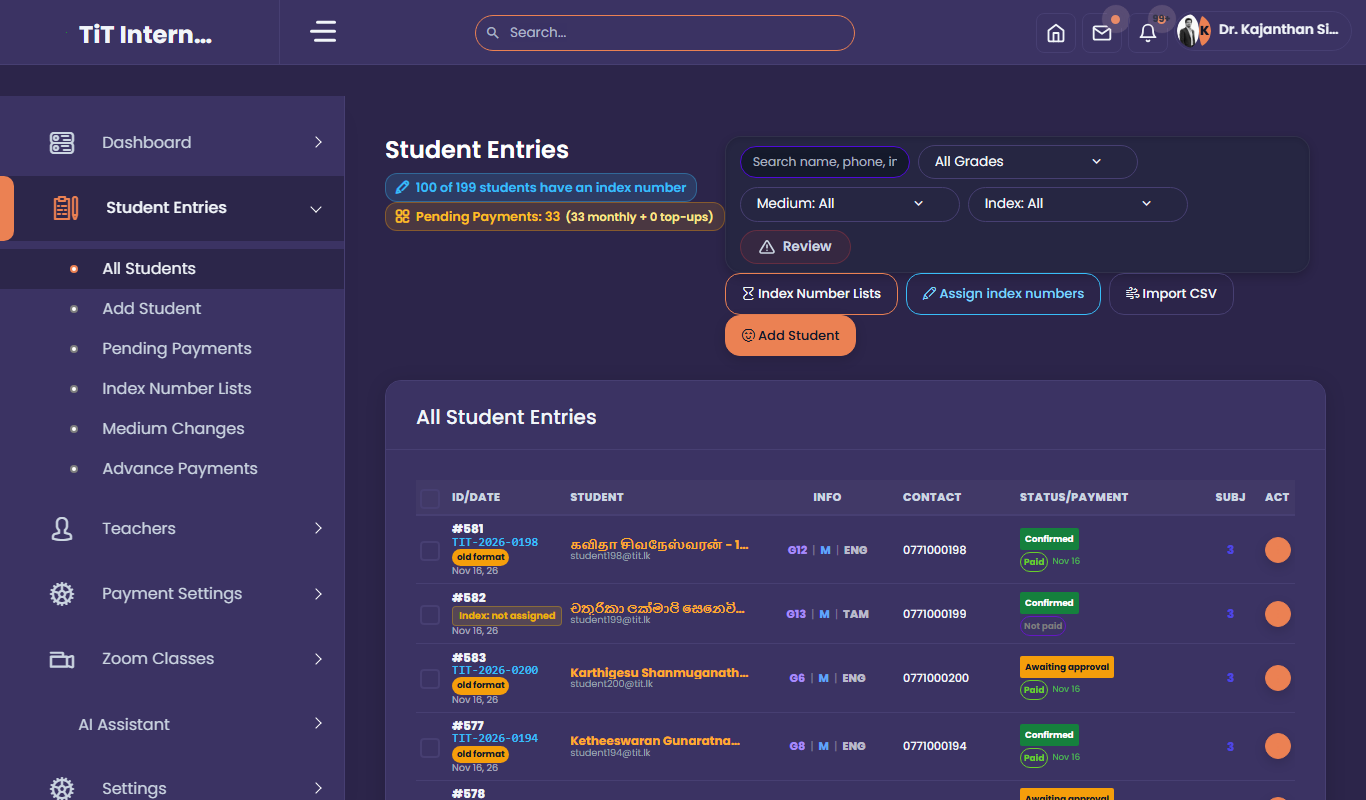 TiT Intern...
Search...
99+
K
Dr. Kajanthan Si...
Dashboard
Student Entries
All Students
Add Student
Pending Payments
Index Number Lists
Medium Changes
Advance Payments
Teachers
Payment Settings
Zoom Classes
AI Assistant
Settings
Student Entries
100 of 199 students have an index number
Pending Payments: 33 (33 monthly + 0 top-ups)
Search name, phone, in
All Grades
Medium: All
Index: All
Review
Index Number Lists
Assign index numbers
Import CSV
Add Student
All Student Entries
ID/DATE STUDENT INFO CONTACT STATUS/PAYMENT SUBJ ACT
#581
TIT-2026-0198
old format
Nov 16, 26
கவிதா சிவநேஸ்வரன் - 1...
student198@tit.lk
G12 | M | ENG
0771000198
Confirmed
Paid Nov 16
3
#582
Index: not assigned
Nov 16, 26
චතුරිකා ලක්මාලි සෙනෙවි...
student199@tit.lk
G13 | M | TAM
0771000199
Confirmed
Not paid
3
#583
TIT-2026-0200
old format
Nov 16, 26
Karthigesu Shanmuganath...
student200@tit.lk
G6 | M | ENG
0771000200
Awaiting approval
Paid Nov 16
3
#577
TIT-2026-0194
old format
Nov 16, 26
Ketheeswaran Gunaratna...
student194@tit.lk
G8 | M | ENG
0771000194
Confirmed
Paid Nov 16
3
#578
Awaiting approval